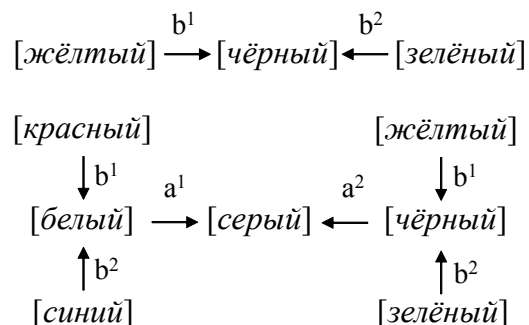 b¹ b²
[жёлтый] [чёрный] [зелёный]
[красный] [жёлтый]
b¹ a¹ a² b¹
[белый] [серый] [чёрный]
b² b²
[синий] [зелёный]